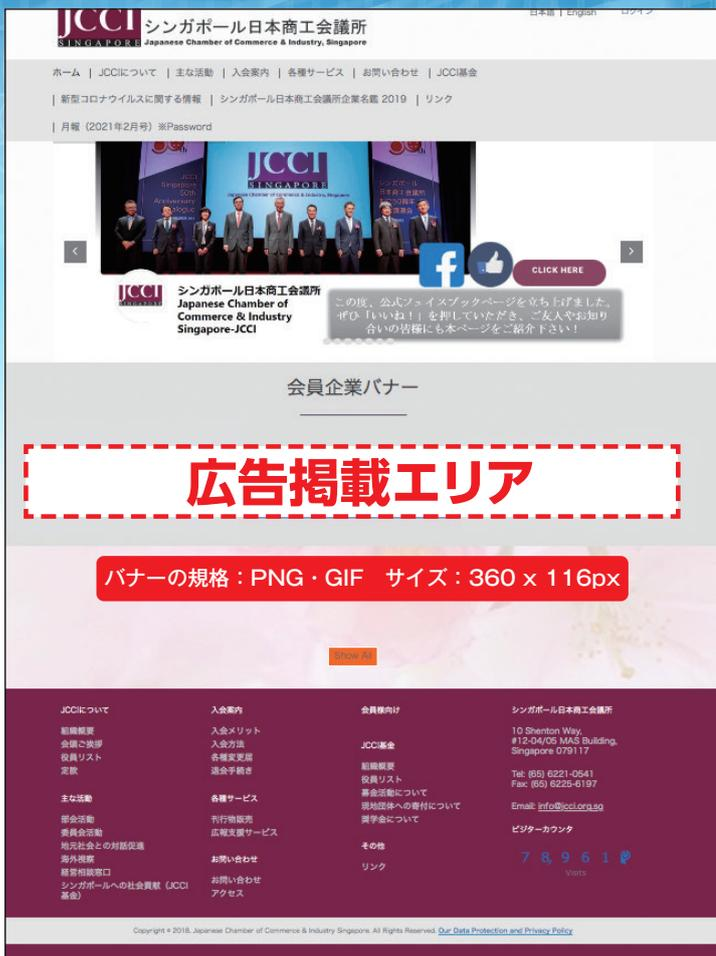 JCCI
SINGAPORE
シンガポール日本商工会議所
Japanese Chamber of Commerce & Industry, Singapore
日本語 | English
ログイン
ホーム | JCCIについて | 主な活動 | 入会案内 | 各種サービス | お問い合わせ | JCCI基金
| 新型コロナウイルスに関する情報 | シンガポール日本商工会議所企業名鑑 2019 | リンク
| 月報（2021年2月号）※Password
JCCI
Singapore
50th
Anniversary
Dialogue
JCCI
SINGAPORE
Japanese Chamber of Commerce & Industry, Singapore
CLICK HERE
JCCI
SINGAPORE
シンガポール日本商工会議所
Japanese Chamber of
Commerce & Industry
Singapore-JCCI
この度、公式フェイスブックページを立ち上げました。
ぜひ「いいね！」を押していただき、ご友人やお知り
合いの皆様にも本ページをご紹介下さい！
会員企業バナー
広告掲載エリア
バナーの規格：PNG・GIF　サイズ：360 x 116px
Show All
JCCIについて
組織概要
会頭ご挨拶
役員リスト
定款
主な活動
部会活動
委員会活動
地元社会との対話促進
海外視察
経営相談窓口
シンガポールへの社会貢献（JCCI
基金）
入会案内
入会メリット
入会方法
各種変更届
退会手続き
各種サービス
刊行物販売
広報支援サービス
お問い合わせ
お問い合わせ
アクセス
会員様向け
JCCI基金
組織概要
役員リスト
基金活動について
現地団体への寄付について
奨学金について
その他
リンク
シンガポール日本商工会議所
10 Shenton Way,
#12-04/05 MAS Building,
Singapore 079117
Tel: (65) 6221-0541
Fax: (65) 6225-6197
Email: info@jcci.org.sg
ビジターカウンタ
78,961
Visits
Copyright © 2018. Japanese Chamber of Commerce & Industry Singapore. All Rights Reserved. Our Data Protection and Privacy Policy